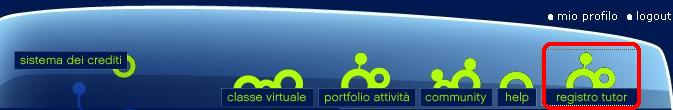 mio profilo logout
sistema dei crediti
classe virtuale portfolio attività community help registro tutor